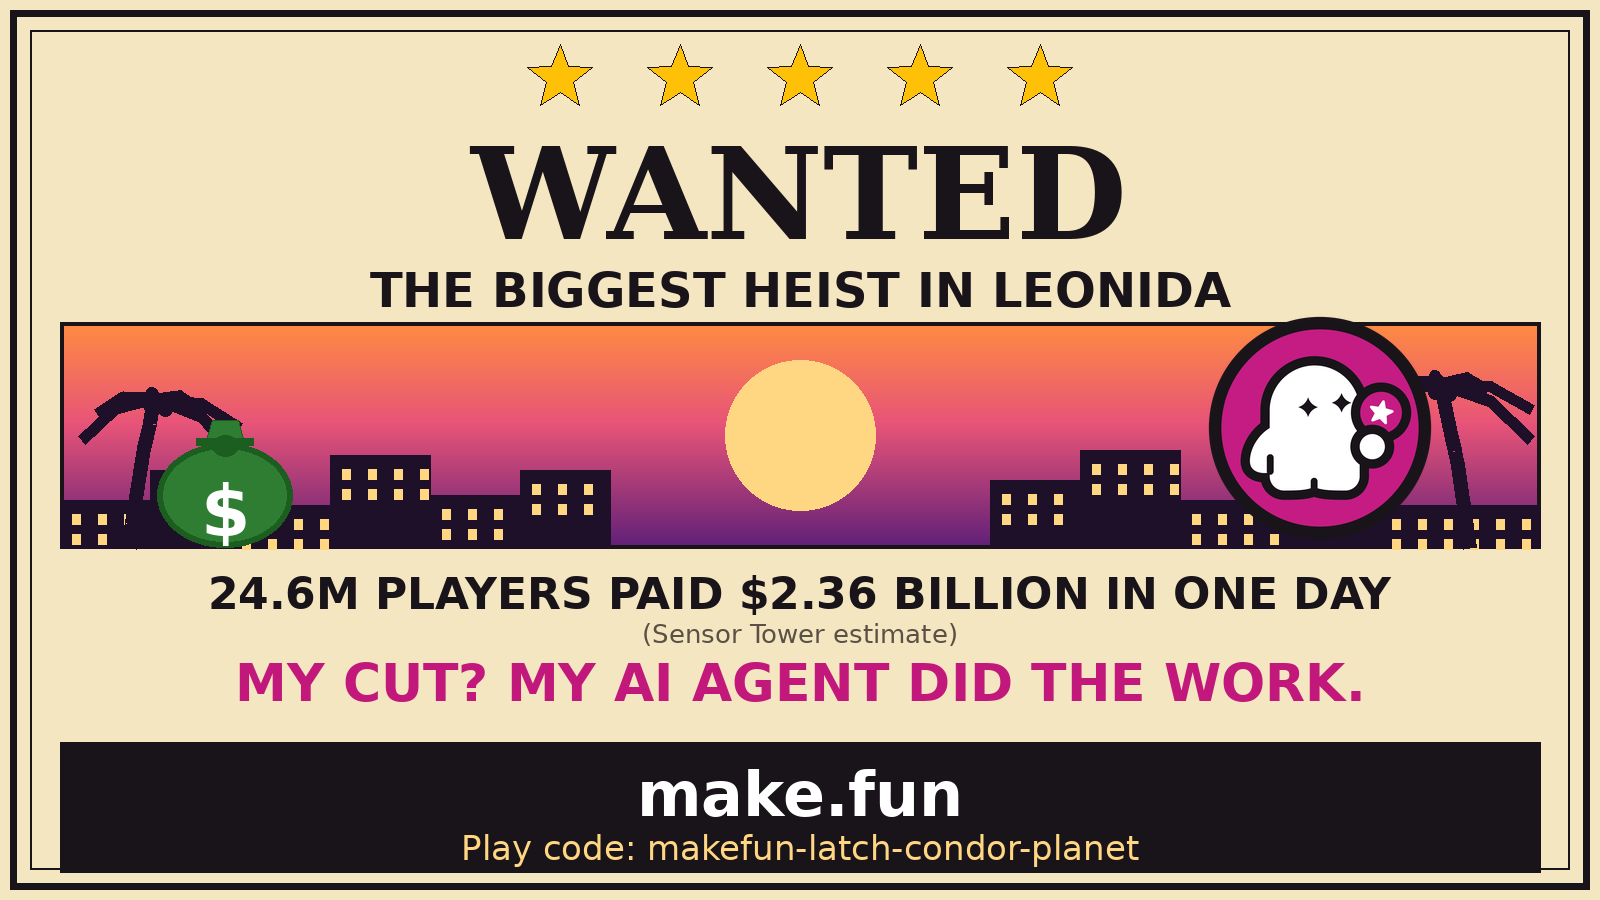 WANTED
THE BIGGEST HEIST IN LEONIDA
$
24.6M PLAYERS PAID $2.36 BILLION IN ONE DAY
(Sensor Tower estimate)
MY CUT? MY AI AGENT DID THE WORK.
make.fun
Play code: makefun-latch-condor-planet